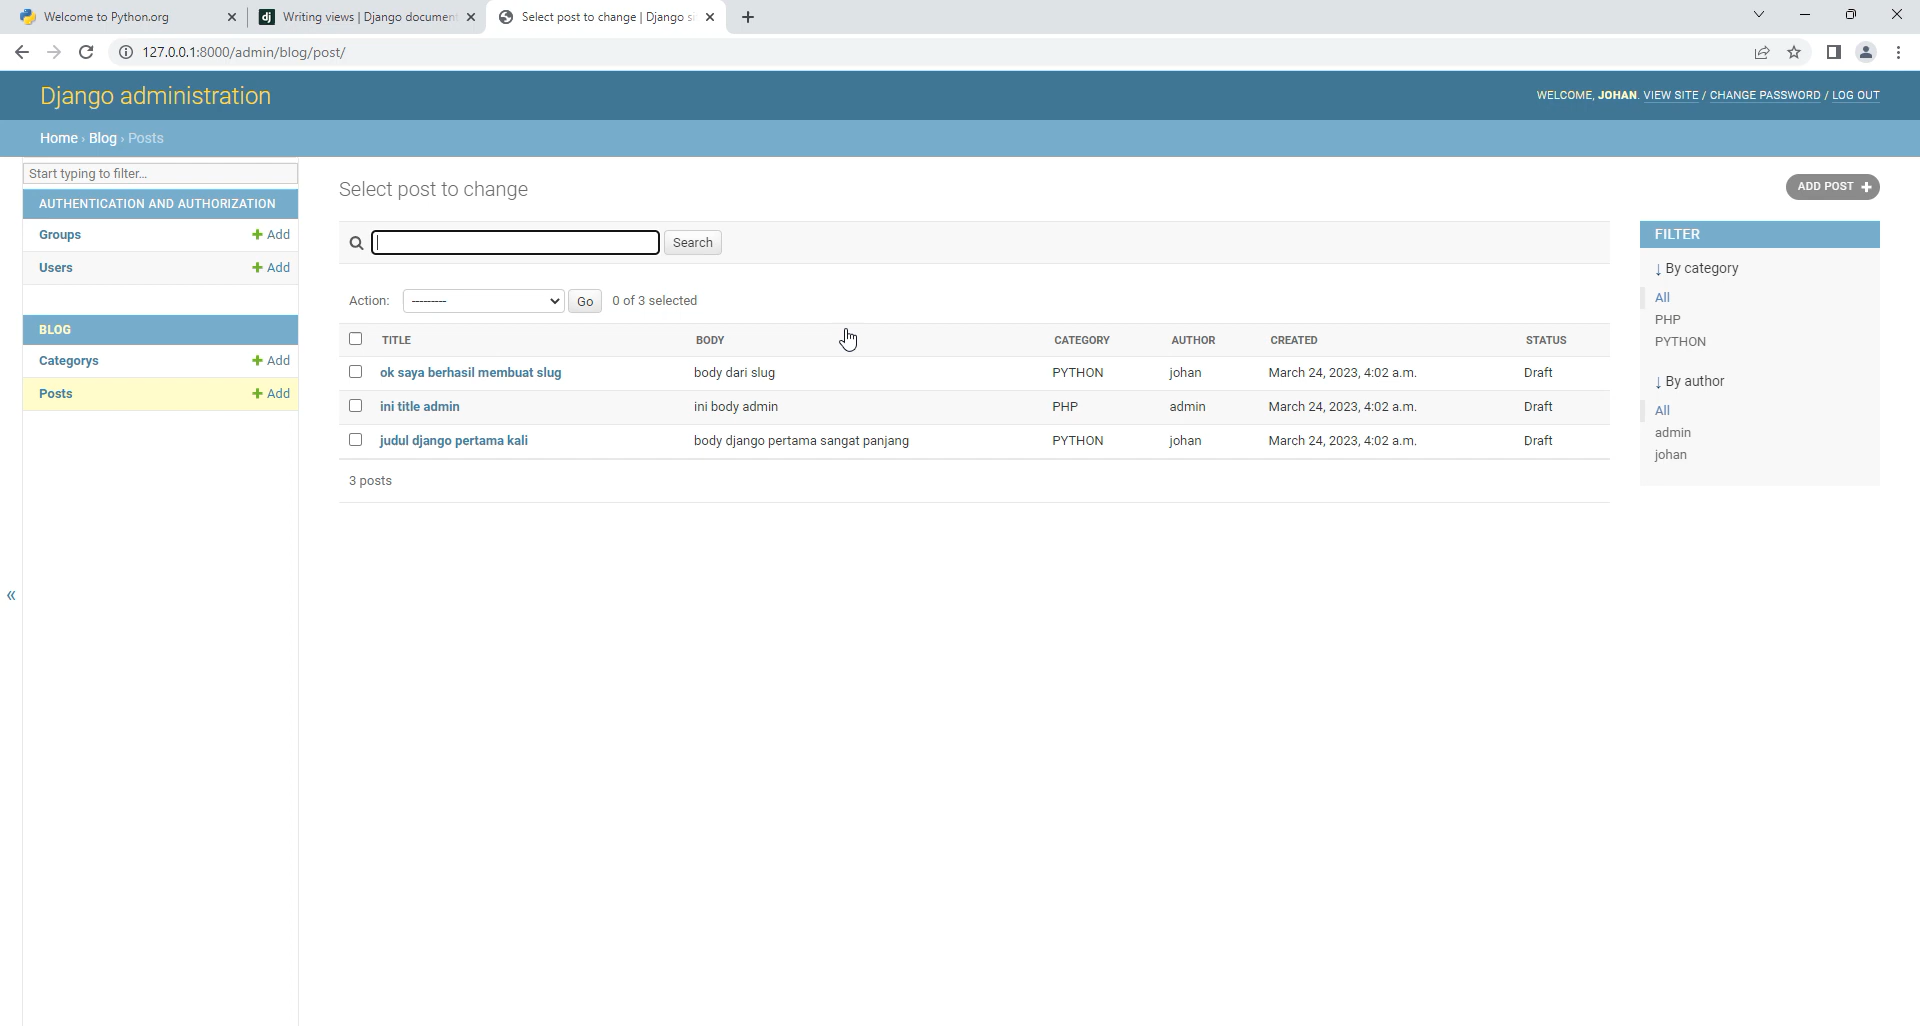 Welcome to Python.org
Writing views | Django documen
Select post to change | Django s
127.0.0.1:8000/admin/blog/post/
Django administration
WELCOME, JOHAN. VIEW SITE / CHANGE PASSWORD / LOG OUT
Home › Blog › Posts
Start typing to filter...
AUTHENTICATION AND AUTHORIZATION
Groups + Add
Users + Add
BLOG
Categorys + Add
Posts + Add
«
Select post to change
ADD POST +
Search
Action: --------- Go 0 of 3 selected
TITLE BODY CATEGORY AUTHOR CREATED STATUS
ok saya berhasil membuat slug body dari slug PYTHON johan March 24, 2023, 4:02 a.m. Draft
ini title admin ini body admin PHP admin March 24, 2023, 4:02 a.m. Draft
judul django pertama kali body django pertama sangat panjang PYTHON johan March 24, 2023, 4:02 a.m. Draft
3 posts
FILTER
↓ By category
All
PHP
PYTHON
↓ By author
All
admin
johan